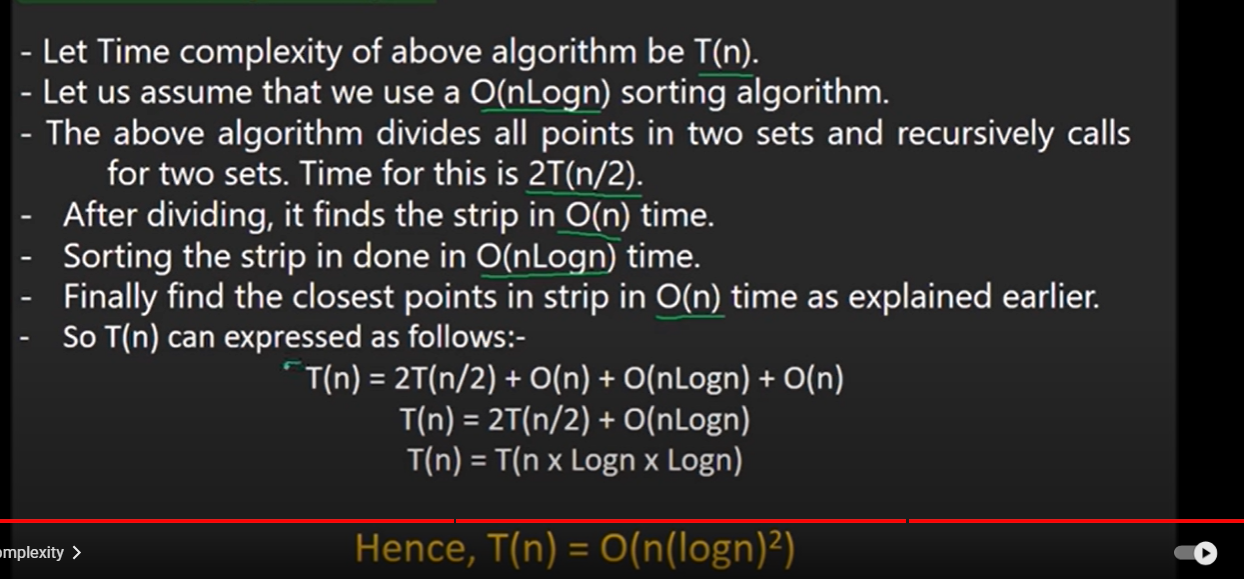 - Let Time complexity of above algorithm be T(n).
- Let us assume that we use a O(nLogn) sorting algorithm.
- The above algorithm divides all points in two sets and recursively calls
for two sets. Time for this is 2T(n/2).
- After dividing, it finds the strip in O(n) time.
- Sorting the strip in done in O(nLogn) time.
- Finally find the closest points in strip in O(n) time as explained earlier.
- So T(n) can expressed as follows:-
T(n) = 2T(n/2) + O(n) + O(nLogn) + O(n)
T(n) = 2T(n/2) + O(nLogn)
T(n) = T(n x Logn x Logn)
Hence, T(n) = O(n(logn)²)
omplexity >